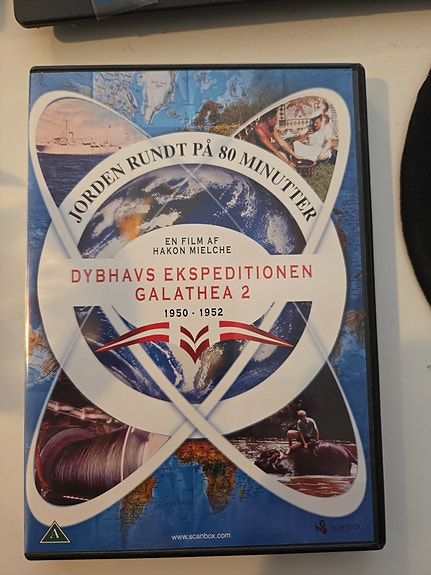 JORDEN RUNDT PÅ 80 MINUTTER
EN FILM AF
HAKON MIELCHE
DYBHAVS EKSPEDITIONEN
GALATHEA 2
1950 - 1952
A
www.scanbox.com
scanbox